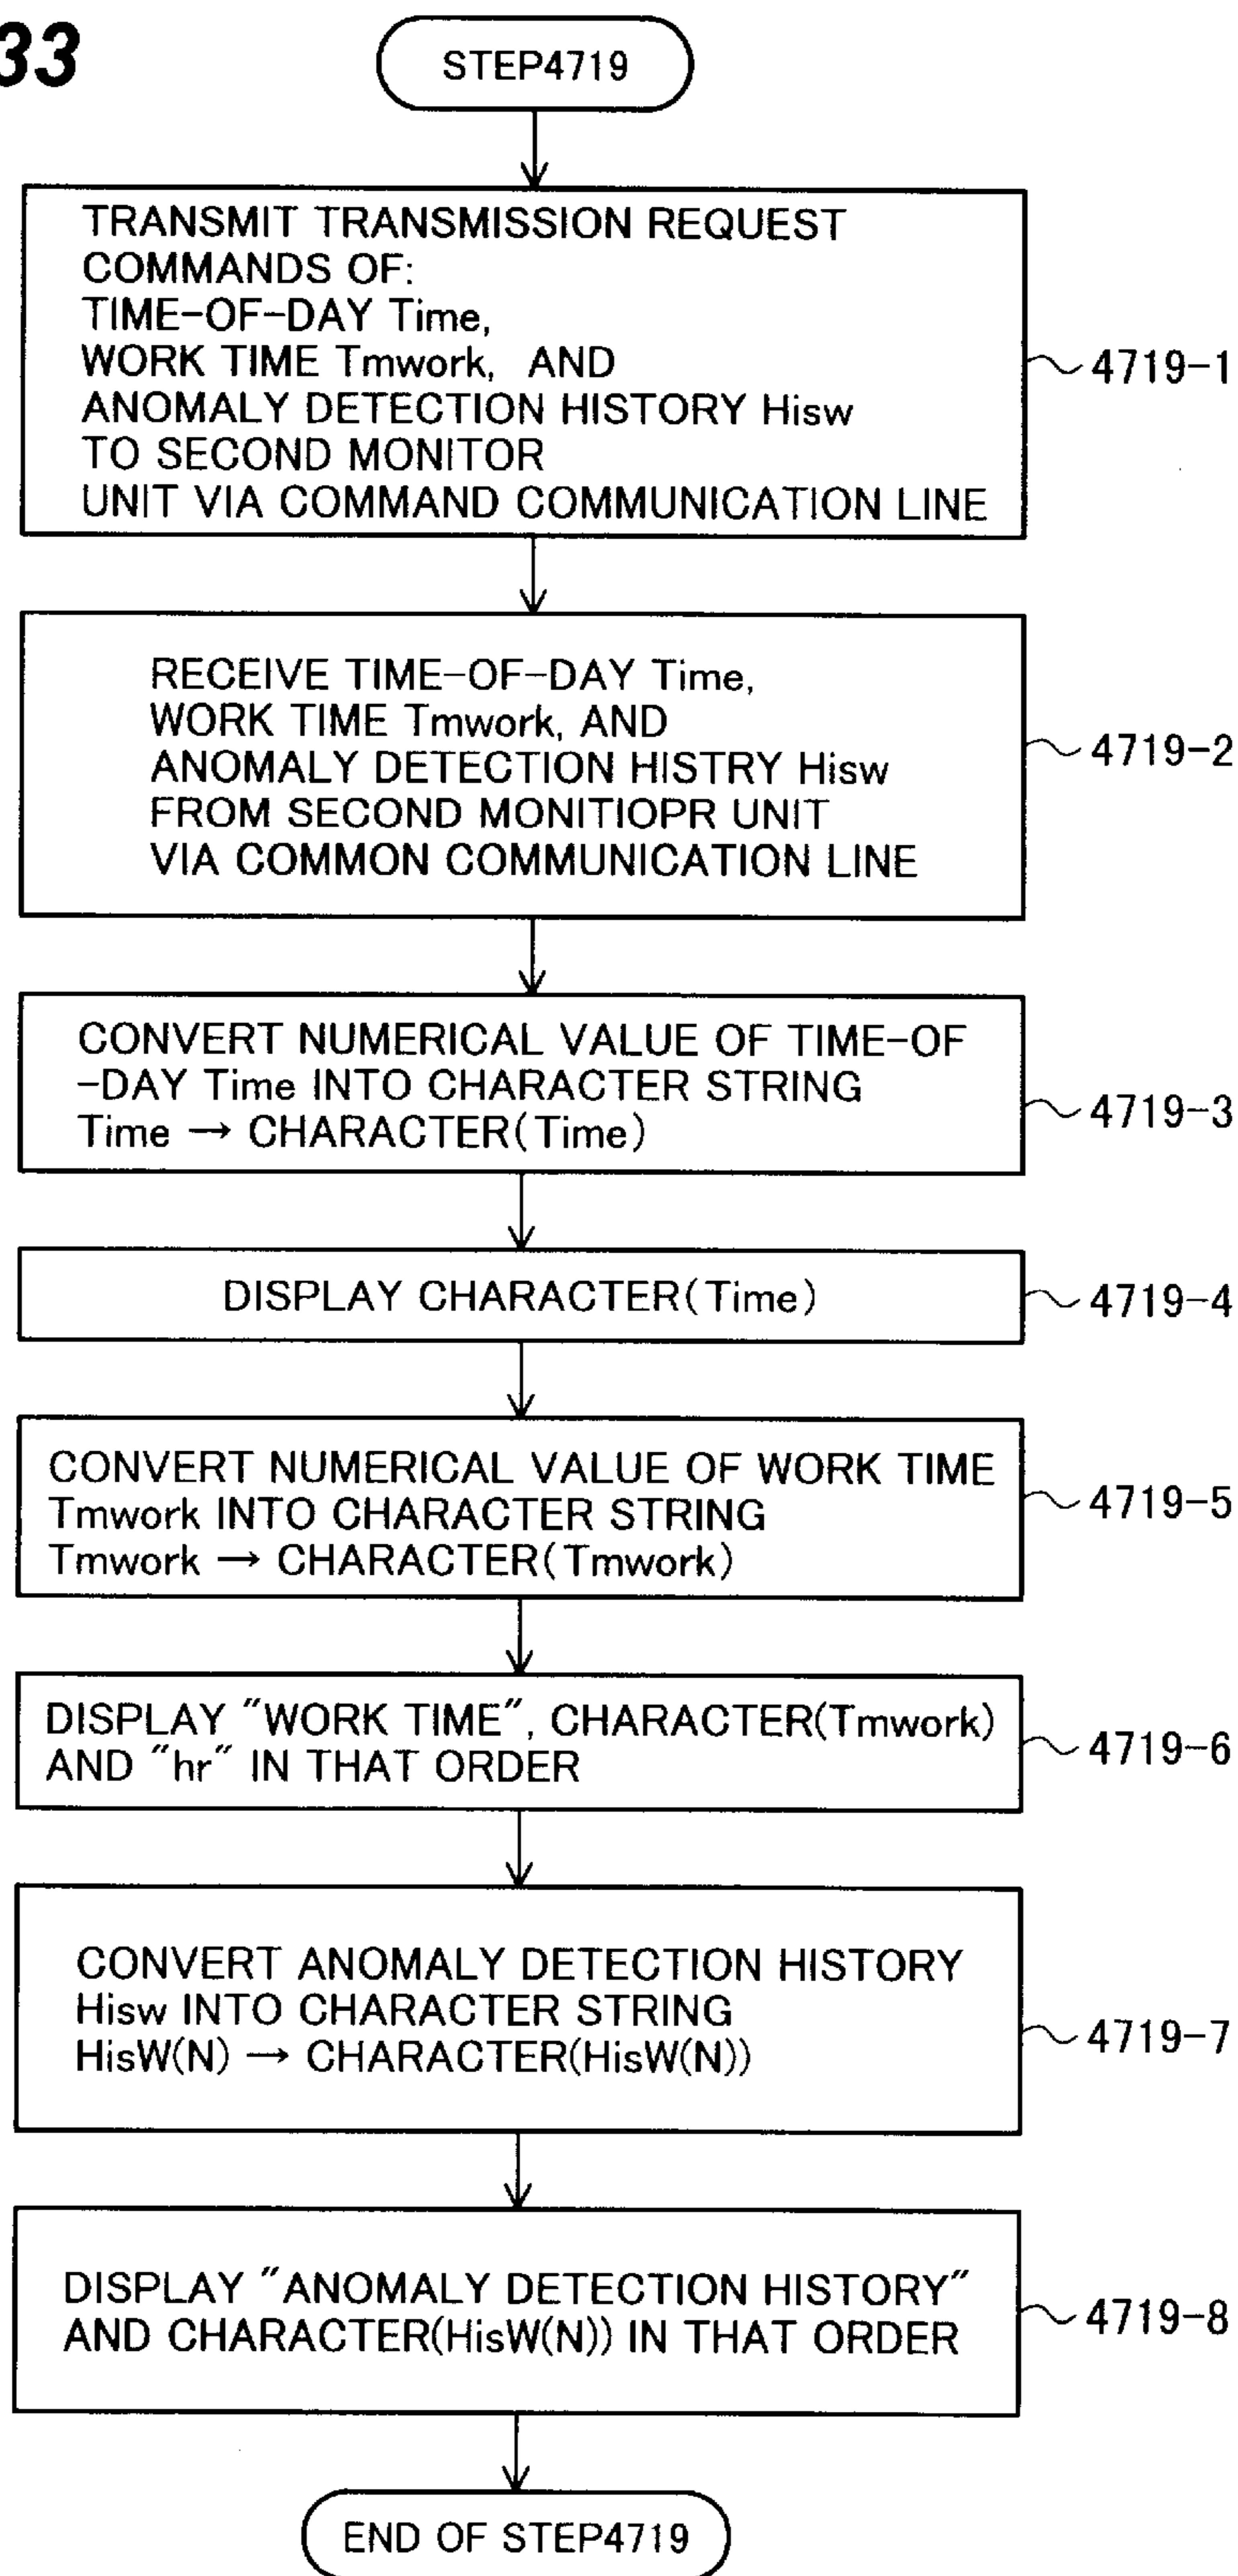 33
STEP4719
TRANSMIT TRANSMISSION REQUEST
COMMANDS OF:
TIME-OF-DAY Time,
WORK TIME Tmwork, AND
ANOMALY DETECTION HISTORY Hisw
TO SECOND MONITOR
UNIT VIA COMMAND COMMUNICATION LINE
4719-1
RECEIVE TIME-OF-DAY Time,
WORK TIME Tmwork, AND
ANOMALY DETECTION HISTRY Hisw
FROM SECOND MONITIOPR UNIT
VIA COMMON COMMUNICATION LINE
4719-2
CONVERT NUMERICAL VALUE OF TIME-OF
-DAY Time INTO CHARACTER STRING
Time → CHARACTER(Time)
4719-3
DISPLAY CHARACTER(Time)
4719-4
CONVERT NUMERICAL VALUE OF WORK TIME
Tmwork INTO CHARACTER STRING
Tmwork → CHARACTER(Tmwork)
4719-5
DISPLAY "WORK TIME", CHARACTER(Tmwork)
AND "hr" IN THAT ORDER
4719-6
CONVERT ANOMALY DETECTION HISTORY
Hisw INTO CHARACTER STRING
HisW(N) → CHARACTER(HisW(N))
4719-7
DISPLAY "ANOMALY DETECTION HISTORY"
AND CHARACTER(HisW(N)) IN THAT ORDER
4719-8
END OF STEP4719